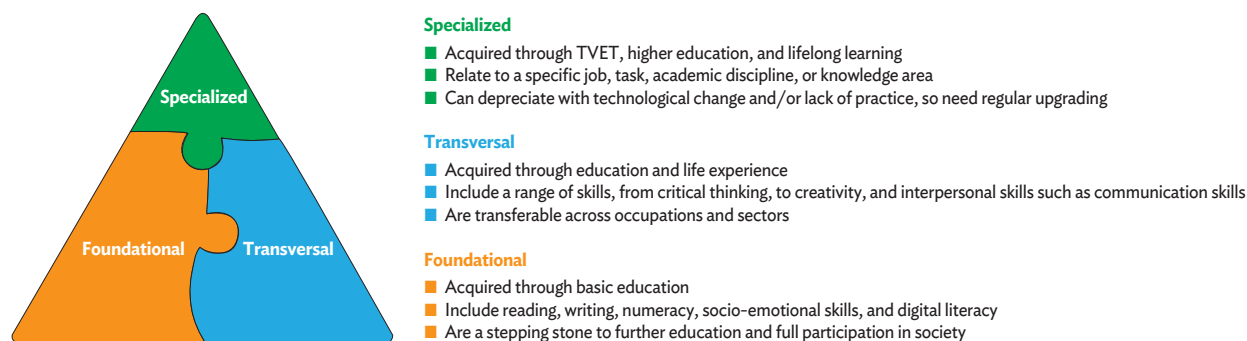 Specialized
Foundational
Transversal
Specialized
Acquired through TVET, higher education, and lifelong learning
Relate to a specific job, task, academic discipline, or knowledge area
Can depreciate with technological change and/or lack of practice, so need regular upgrading
Transversal
Acquired through education and life experience
Include a range of skills, from critical thinking, to creativity, and interpersonal skills such as communication skills
Are transferable across occupations and sectors
Foundational
Acquired through basic education
Include reading, writing, numeracy, socio-emotional skills, and digital literacy
Are a stepping stone to further education and full participation in society